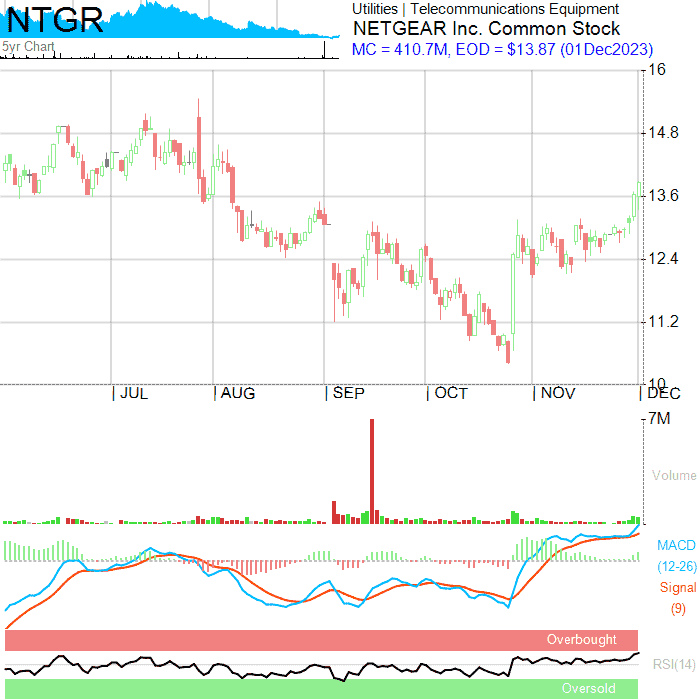 NTGR
5yr Chart
Utilities | Telecommunications Equipment
NETGEAR Inc. Common Stock
MC = 410.7M, EOD = $13.87 (01Dec2023)
16
14.8
13.6
12.4
11.2
10
| JUL | AUG | SEP | OCT | NOV | DEC
7M
Volume
MACD
(12-26)
Signal
(9)
Overbought
RSI(14)
Oversold